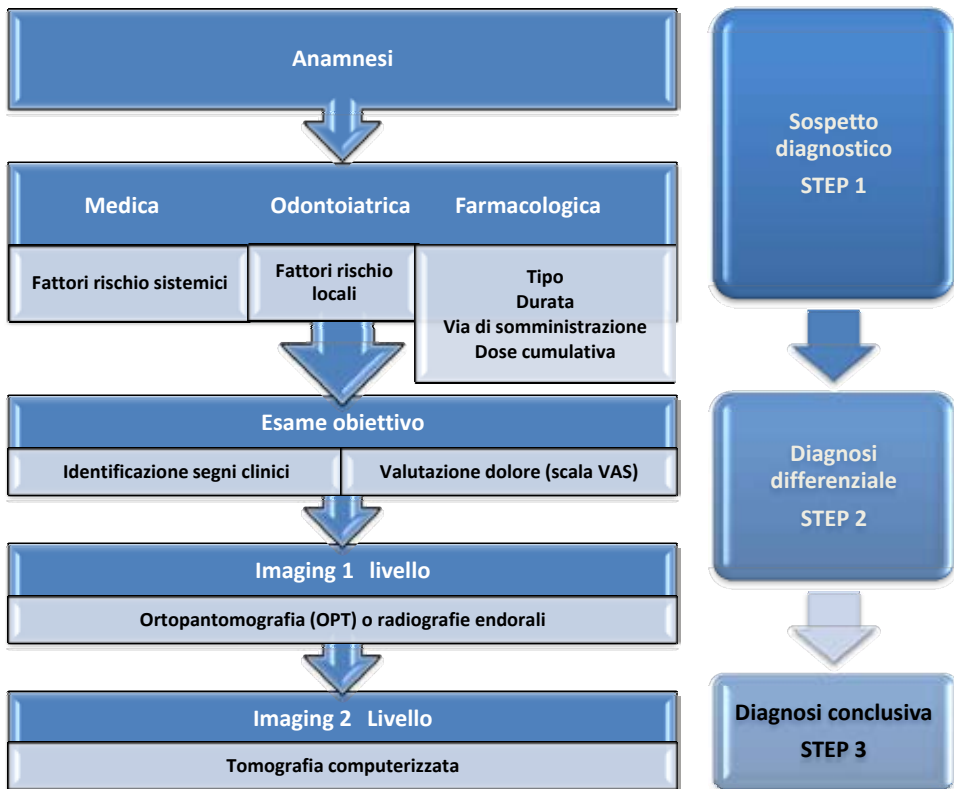 Anamnesi
Medica
Odontoiatrica
Farmacologica
Fattori rischio sistemici
Fattori rischio
locali
Tipo
Durata
Via di somministrazione
Dose cumulativa
Esame obiettivo
Identificazione segni clinici
Valutazione dolore (scala VAS)
Imaging 1 livello
Ortopantomografia (OPT) o radiografie endorali
Imaging 2 Livello
Tomografia computerizzata
Sospetto
diagnostico
STEP 1
Diagnosi
differenziale
STEP 2
Diagnosi conclusiva
STEP 3